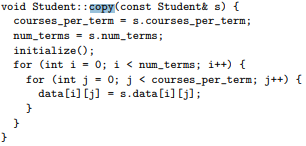 void Student::copy(const Student& s) {
courses_per_term = s.courses_per_term;
num_terms = s.num_terms;
initialize();
for (int i = 0; i < num_terms; i++) {
for (int j = 0; j < courses_per_term; j++) {
data[i][j] = s.data[i][j];
}
}
}